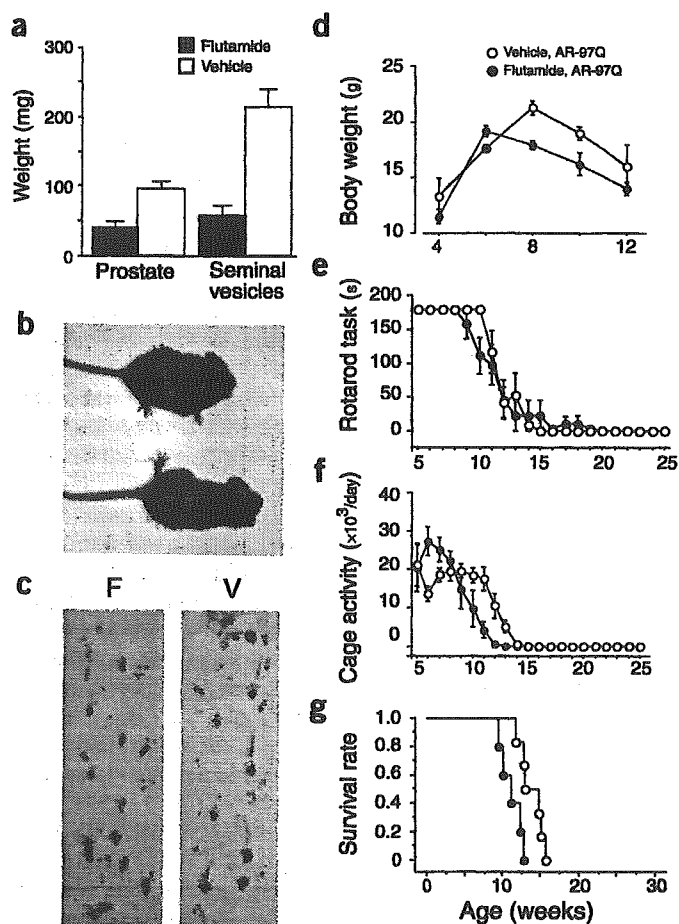 a
Flutamide
Vehicle
Weight (mg)
300
200
100
0
Prostate
Seminal vesicles
b
c
F
V
d
Vehicle, AR-97Q
Flutamide, AR-97Q
Body weight (g)
25
20
15
10
4
8
12
e
Rotarod task (s)
200
150
100
50
0
5
10
15
20
25
f
Cage activity (×10³/day)
40
30
20
10
0
5
10
15
20
25
g
Survival rate
1.0
0.8
0.6
0.4
0.2
0
0
10
20
30
Age (weeks)